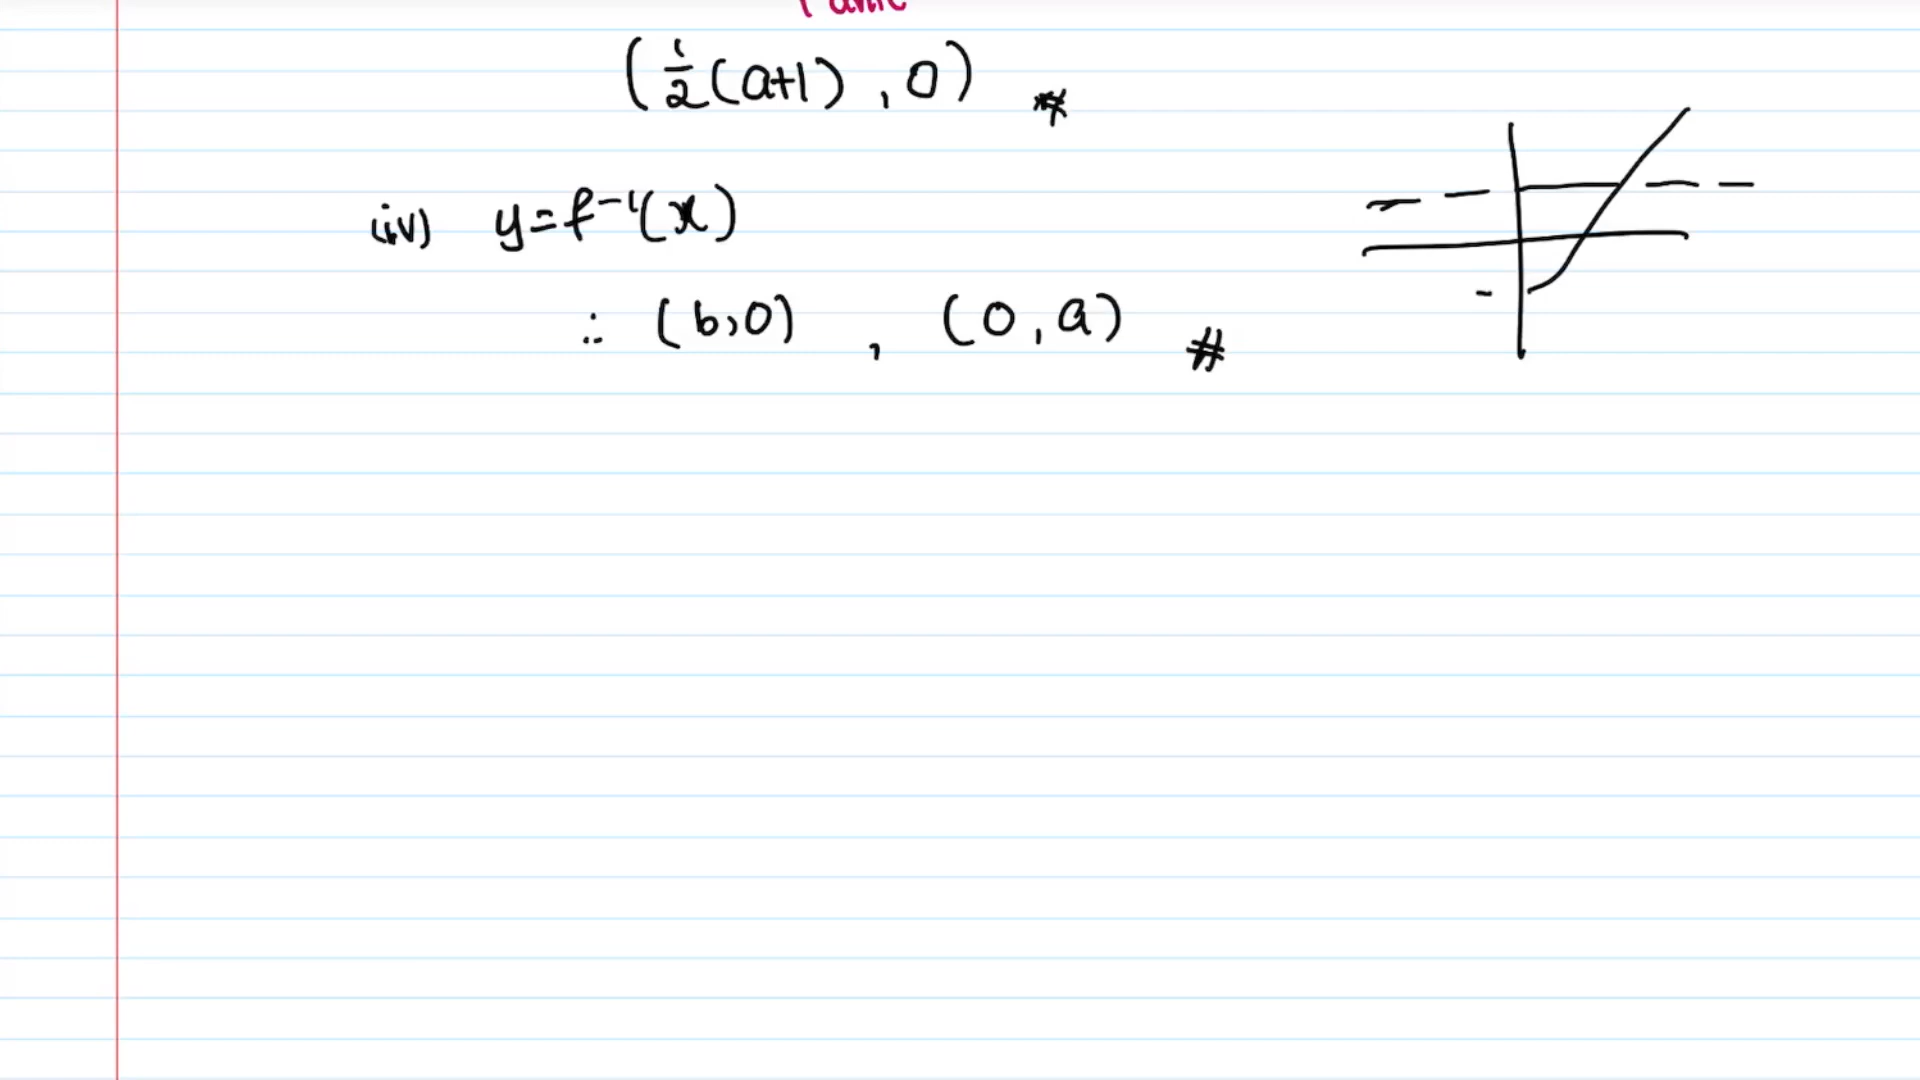 (½(a+1), 0) *
(iv) y=f⁻¹(x)
∴ (b,0) , (0,a) #